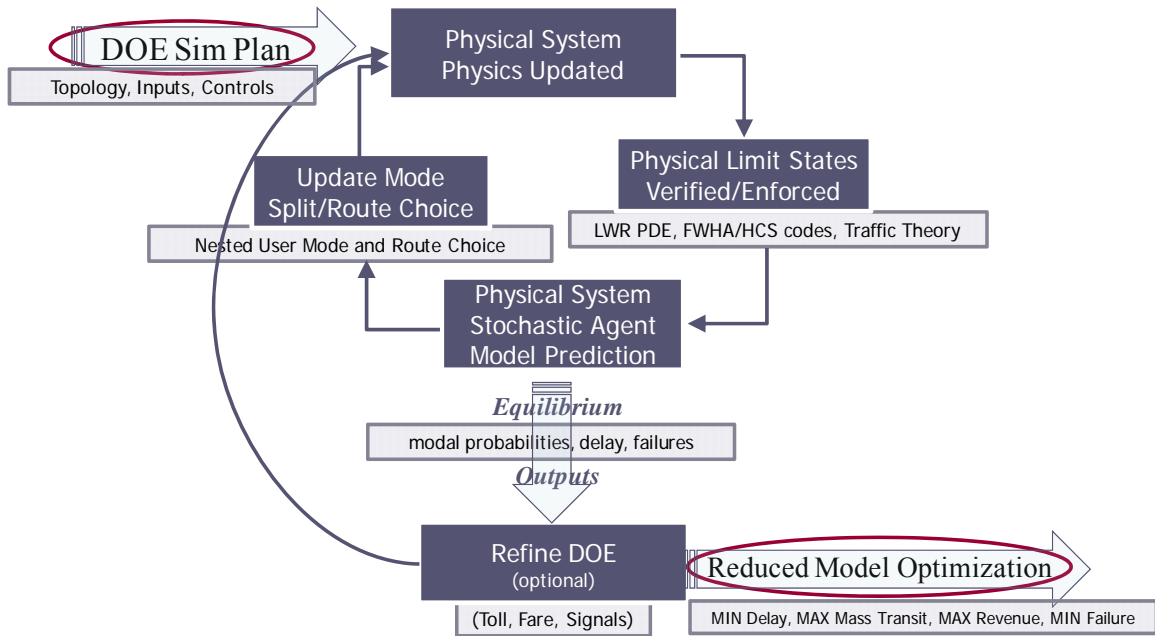 DOE Sim Plan
Topology, Inputs, Controls
Physical System
Physics Updated
Physical Limit States
Verified/Enforced
LWR PDE, FWHA/HCS codes, Traffic Theory
Update Mode
Split/Route Choice
Nested User Mode and Route Choice
Physical System
Stochastic Agent
Model Prediction
Equilibrium
modal probabilities, delay, failures
Outputs
Refine DOE
(optional)
(Toll, Fare, Signals)
Reduced Model Optimization
MIN Delay, MAX Mass Transit, MAX Revenue, MIN Failure